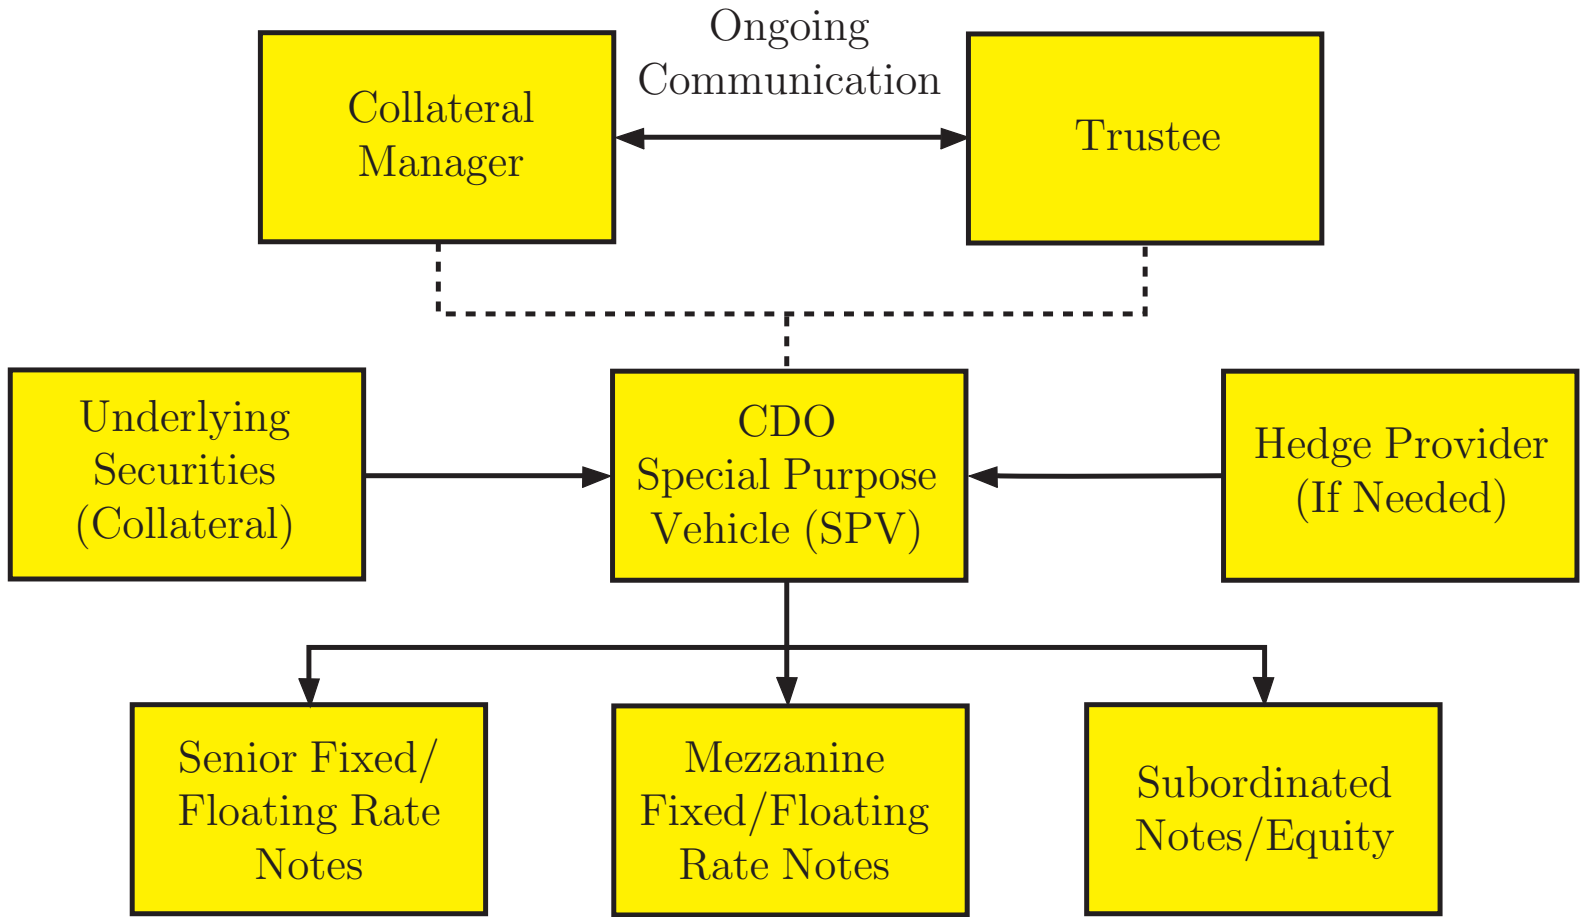 Ongoing
Communication
Collateral
Manager
Trustee
Underlying
Securities
(Collateral)
CDO
Special Purpose
Vehicle (SPV)
Hedge Provider
(If Needed)
Senior Fixed/
Floating Rate
Notes
Mezzanine
Fixed/Floating
Rate Notes
Subordinated
Notes/Equity